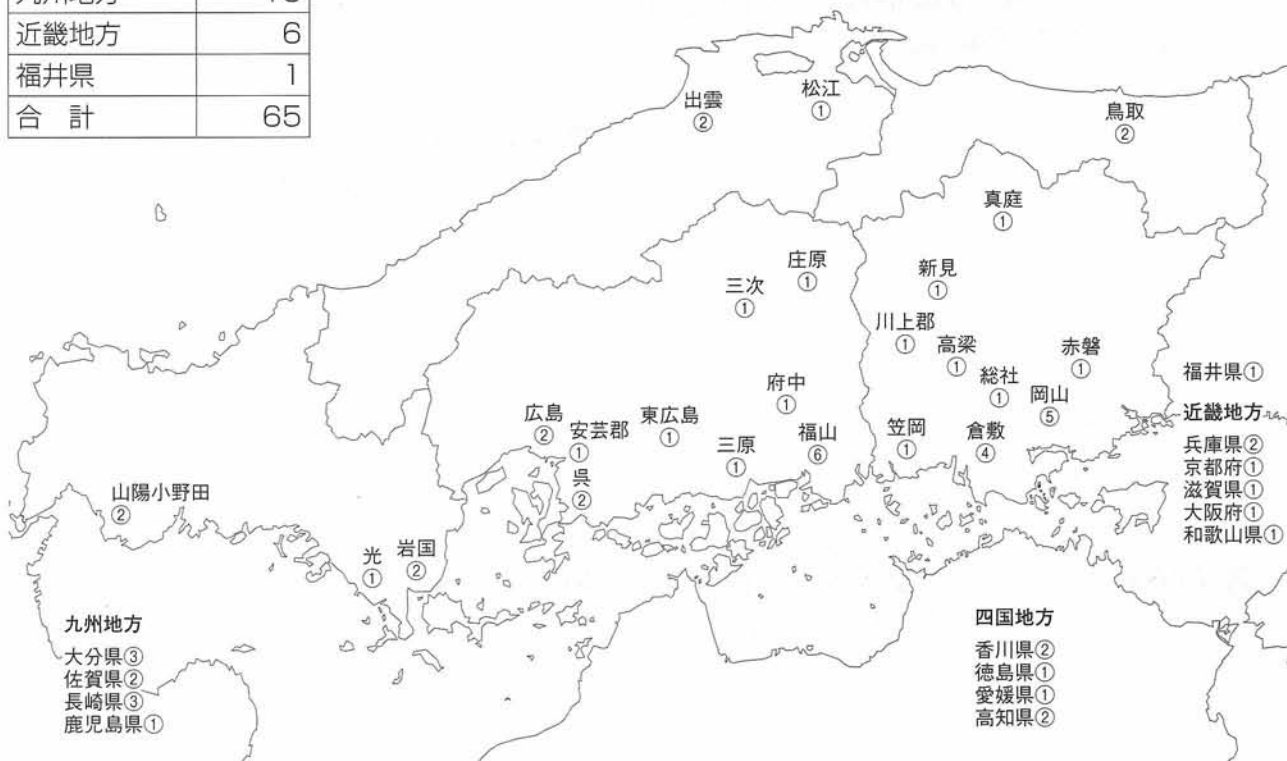 近畿地方 6
福井県 1
合計 65
出雲
②
松江
①
鳥取
②
真庭
①
庄原
①
新見
①
三次
①
川上郡
①
高梁
①
赤磐
①
総社
①
岡山
⑤
府中
①
広島
②
安芸郡
①
東広島
①
三原
①
福山
⑥
笠岡
①
倉敷
④
呉
②
山陽小野田
②
光
①
岩国
②
福井県①
近畿地方
兵庫県②
京都府①
滋賀県①
大阪府①
和歌山県①
九州地方
大分県③
佐賀県②
長崎県③
鹿児島県①
四国地方
香川県②
徳島県①
愛媛県①
高知県②